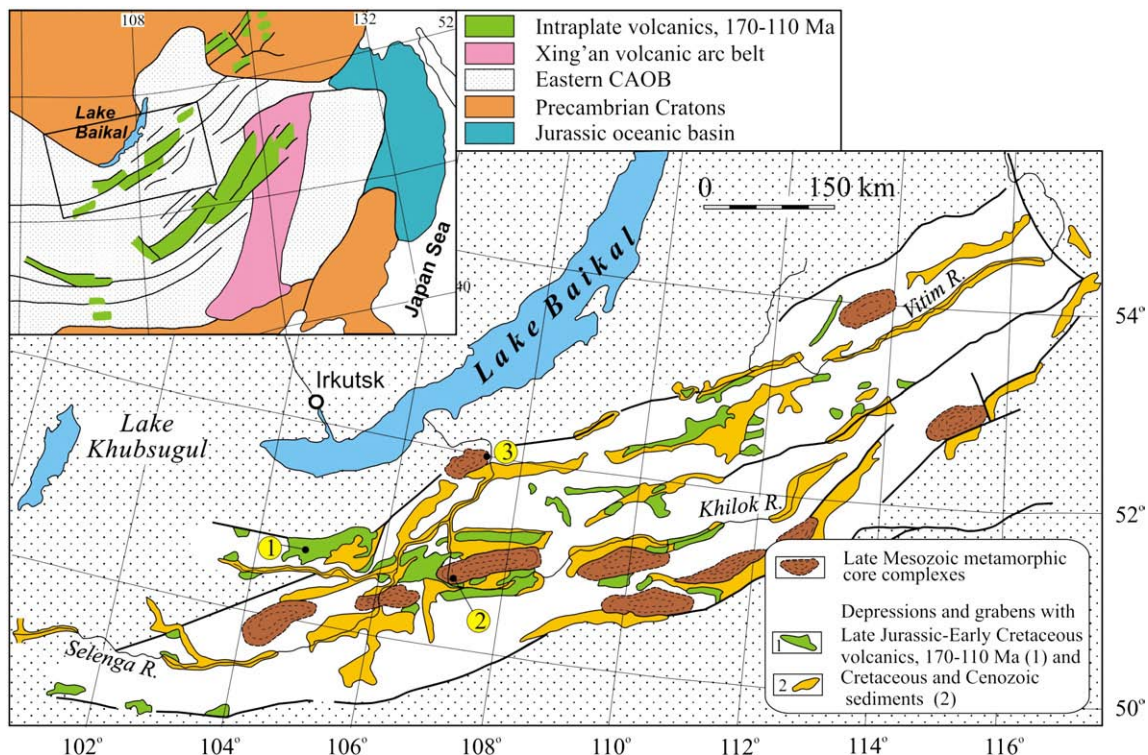 108
132
52
Lake
Baikal
Japan Sea
40
Intraplate volcanics, 170-110 Ma
Xing'an volcanic arc belt
Eastern CAOB
Precambrian Cratons
Jurassic oceanic basin
0 150 km
Lake Baikal
Vitim R.
54°
Irkutsk
Lake
Khubsugul
3
Khilok R.
52°
1
2
Selenga R.
Late Mesozoic metamorphic
core complexes
Depressions and grabens with
1 Late Jurassic-Early Cretaceous
volcanics, 170-110 Ma (1) and
2 Cretaceous and Cenozoic
sediments (2)
50°
102° 104° 106° 108° 110° 112° 114° 116°